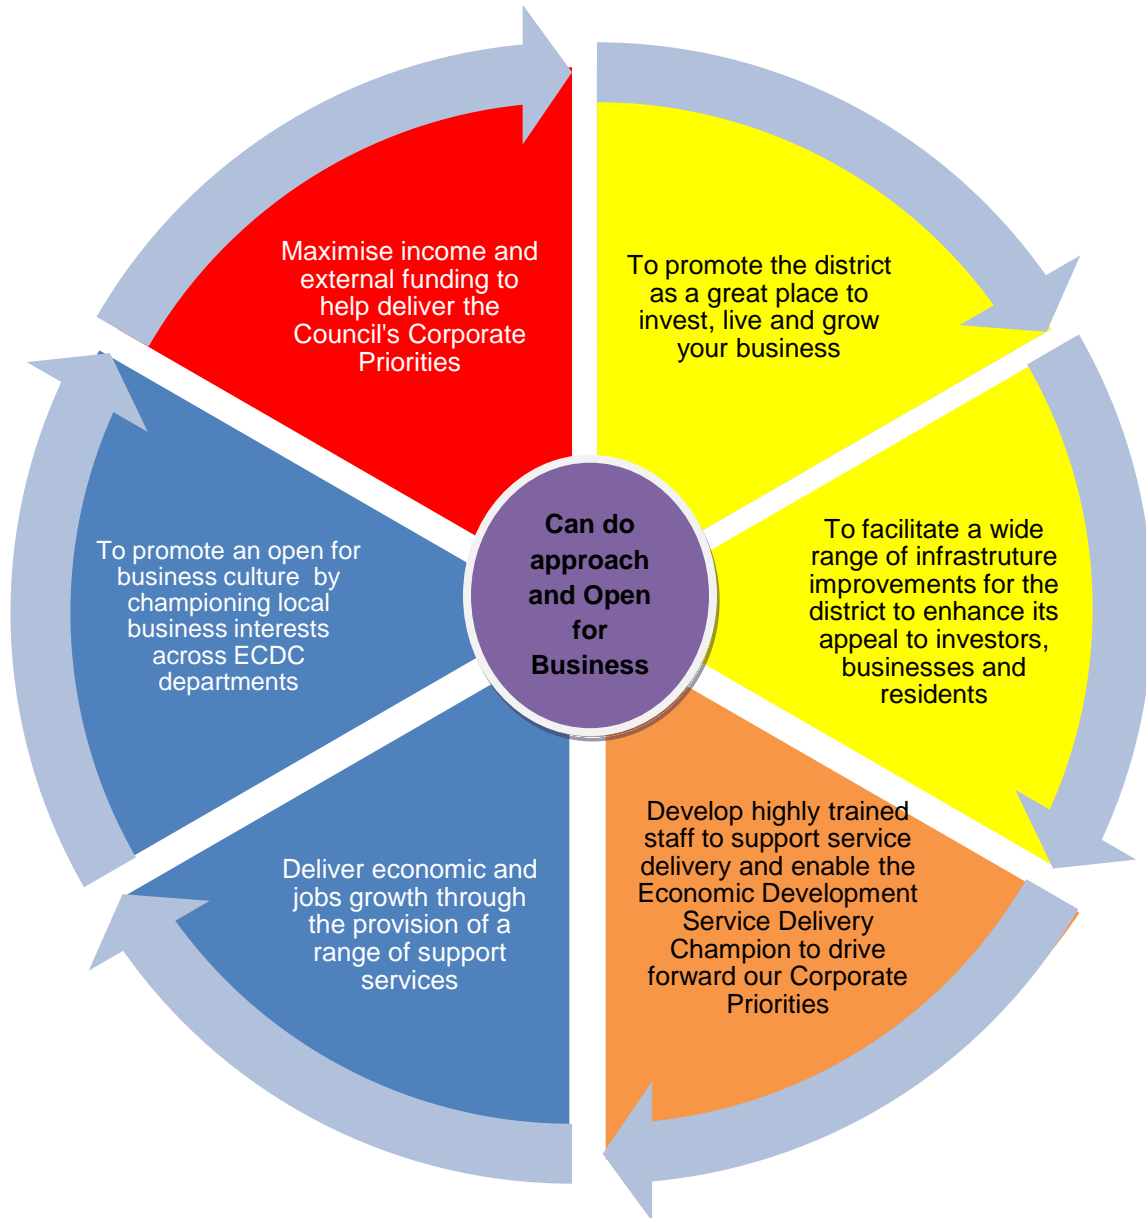 Maximise income and
external funding to
help deliver the
Council's Corporate
Priorities
To promote the district
as a great place to
invest, live and grow
your business
To facilitate a wide
range of infrastruture
improvements for the
district to enhance its
appeal to investors,
businesses and
residents
Develop highly trained
staff to support service
delivery and enable the
Economic Development
Service Delivery
Champion to drive
forward our Corporate
Priorities
Deliver economic and
jobs growth through
the provision of a
range of support
services
To promote an open for
business culture by
championing local
business interests
across ECDC
departments
Can do
approach
and Open
for
Business